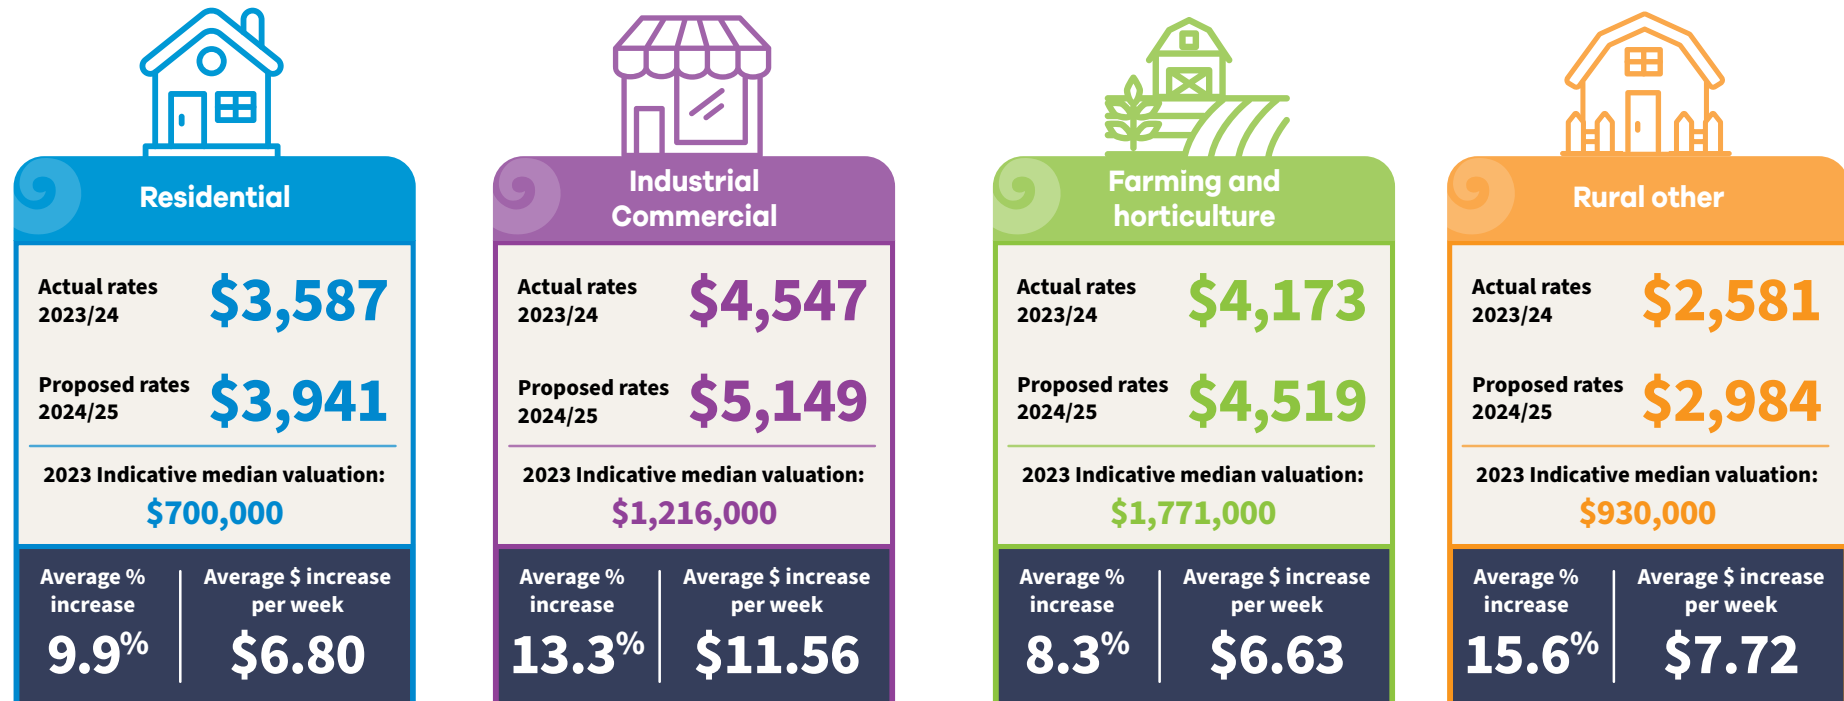 Residential
Actual rates
2023/24
$3,587
Proposed rates
2024/25
$3,941
2023 Indicative median valuation:
$700,000
Average %
increase
9.9%
Average $ increase
per week
$6.80
Industrial
Commercial
Actual rates
2023/24
$4,547
Proposed rates
2024/25
$5,149
2023 Indicative median valuation:
$1,216,000
Average %
increase
13.3%
Average $ increase
per week
$11.56
Farming and
horticulture
Actual rates
2023/24
$4,173
Proposed rates
2024/25
$4,519
2023 Indicative median valuation:
$1,771,000
Average %
increase
8.3%
Average $ increase
per week
$6.63
Rural other
Actual rates
2023/24
$2,581
Proposed rates
2024/25
$2,984
2023 Indicative median valuation:
$930,000
Average %
increase
15.6%
Average $ increase
per week
$7.72